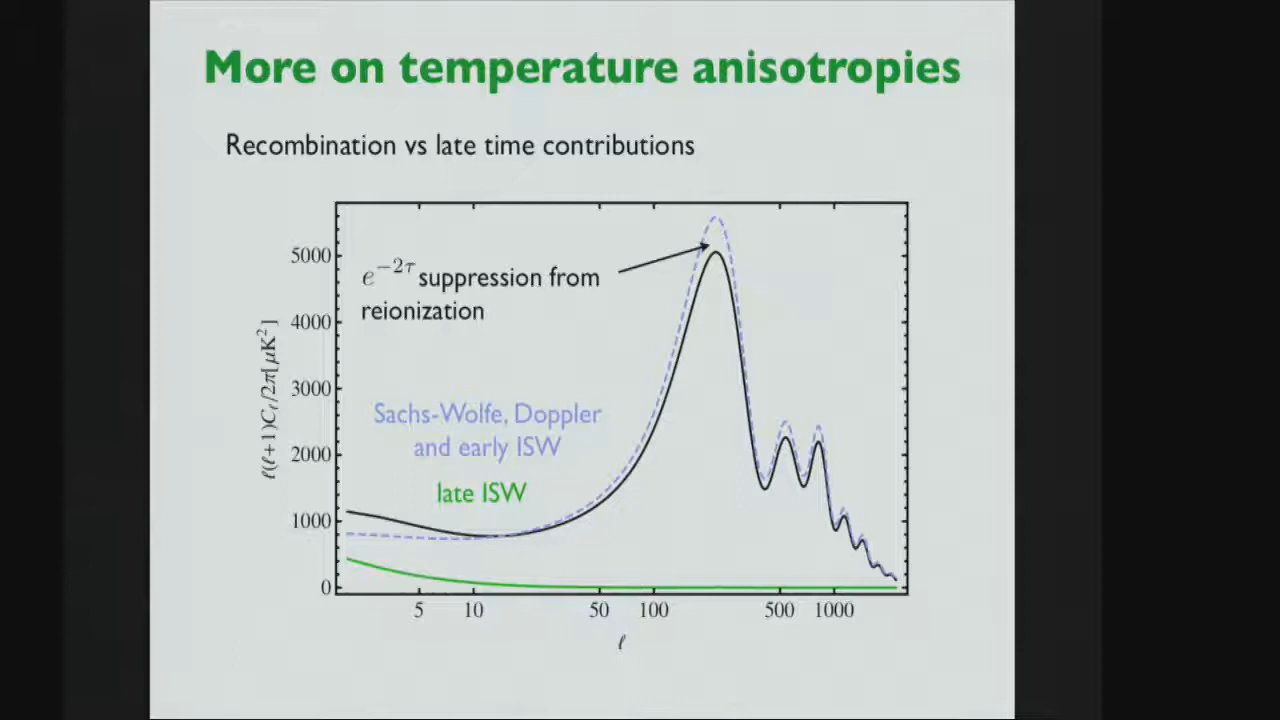 More on temperature anisotropies
Recombination vs late time contributions
5000
4000
3000
2000
1000
0
ℓ(ℓ+1)Cℓ/2π[μK²]
e^{-2τ} suppression from
reionization
Sachs-Wolfe, Doppler
and early ISW
late ISW
5 10 50 100 500 1000
ℓ